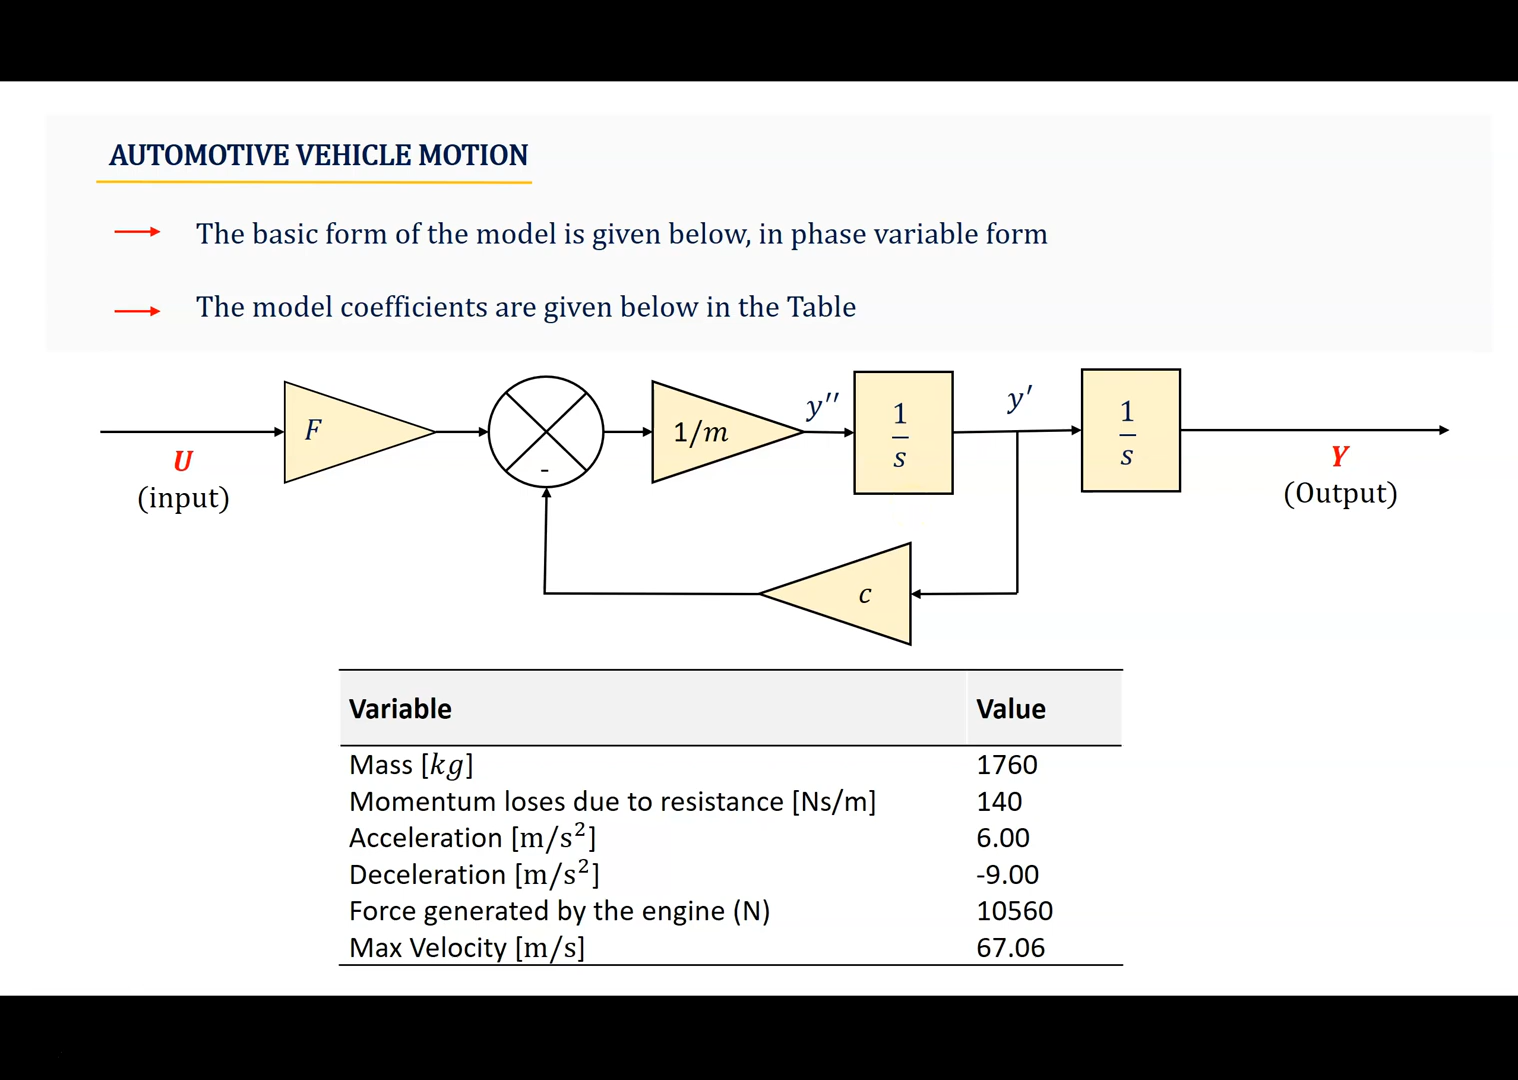 AUTOMOTIVE VEHICLE MOTION
The basic form of the model is given below, in phase variable form
The model coefficients are given below in the Table
U
(input)
F
-
1/m
y′′
1/s
y′
1/s
Y
(Output)
c
Variable Value
Mass [kg] 1760
Momentum loses due to resistance [Ns/m] 140
Acceleration [m/s²] 6.00
Deceleration [m/s²] -9.00
Force generated by the engine (N) 10560
Max Velocity [m/s] 67.06